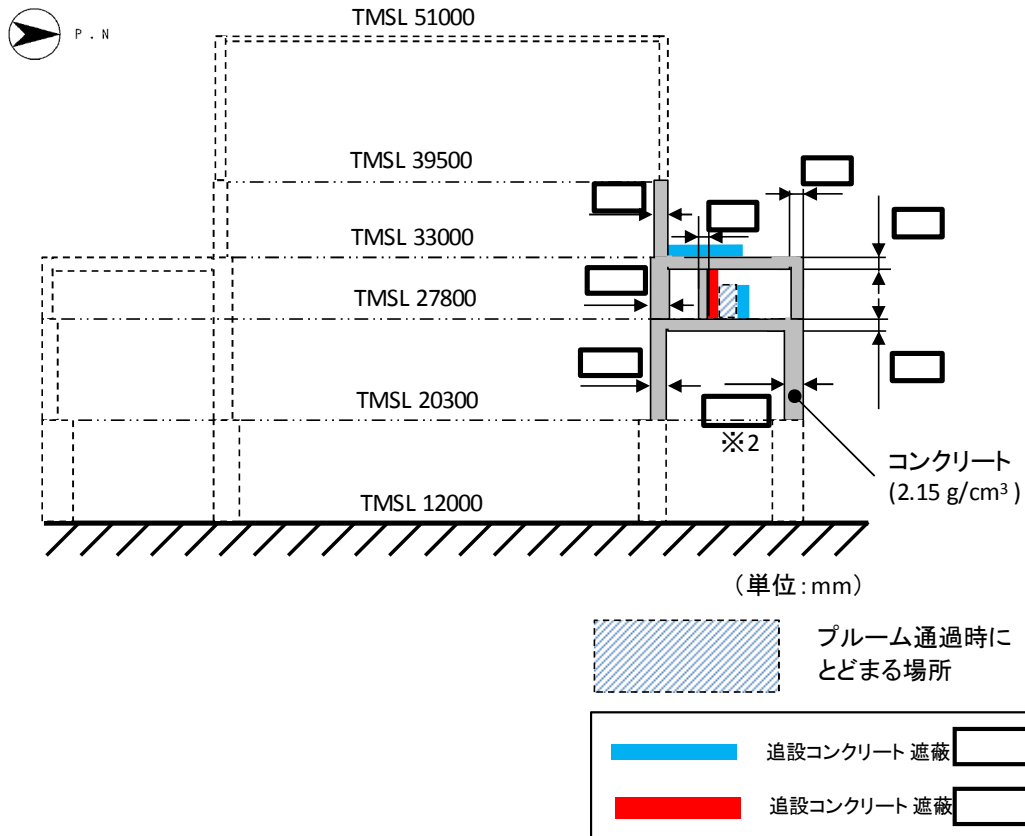 TMSL 51000
P.N
TMSL 39500
TMSL 33000
TMSL 27800
TMSL 20300
※2
コンクリート
(2.15 g/cm³ )
TMSL 12000
(単位:mm)
プルーム通過時に
とどまる場所
追設コンクリート 遮蔽
追設コンクリート 遮蔽